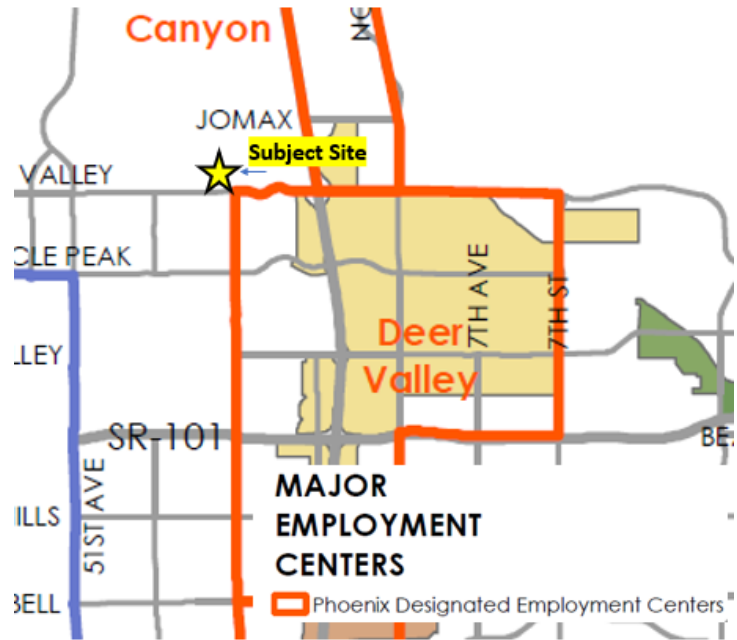 Canyon
JOMAX
Subject Site
VALLEY
CLE PEAK
7TH AVE
7TH ST
Deer
Valley
LLEY
SR-101
BE
51ST AVE
ILLS
BELL
MAJOR
EMPLOYMENT
CENTERS
Phoenix Designated Employment Centers